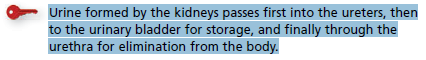 Urine formed by the kidneys passes first into the ureters, then
to the urinary bladder for storage, and finally through the
urethra for elimination from the body.